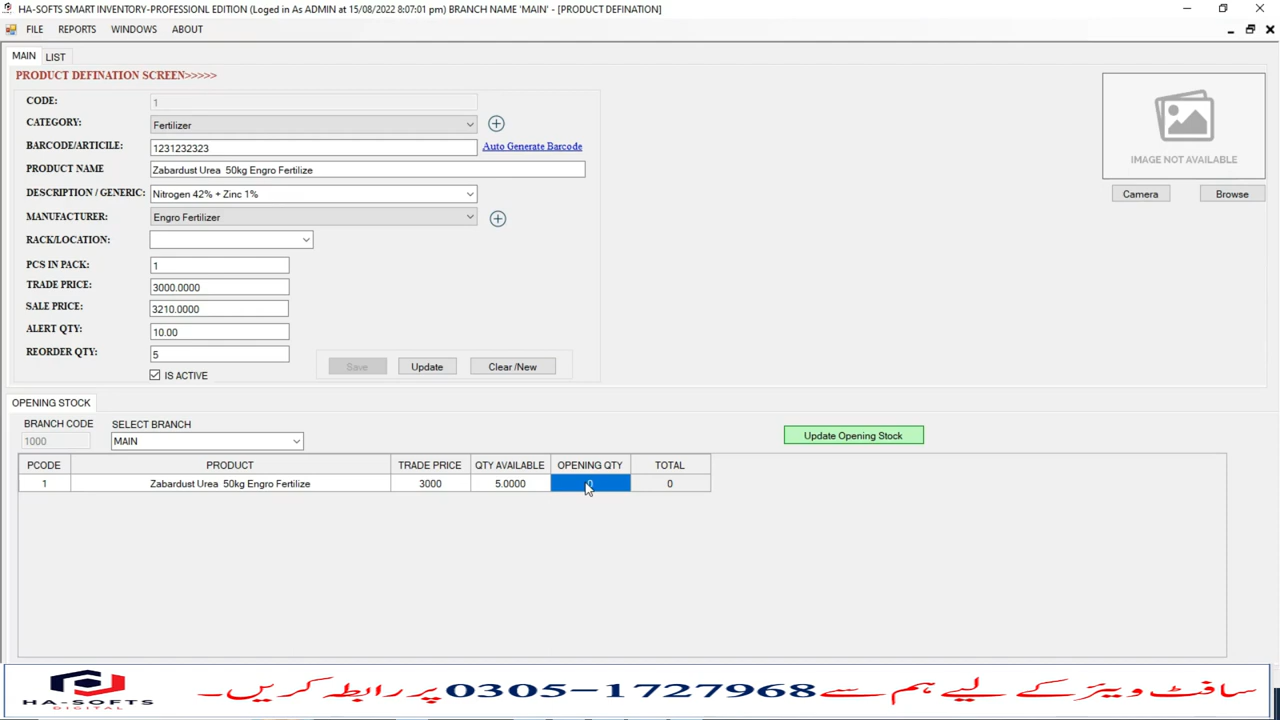 HA-SOFTS SMART INVENTORY-PROFESSIONL EDITION (Loged in As ADMIN at 15/08/2022 8:07:01 pm) BRANCH NAME 'MAIN' - [PRODUCT DEFINATION]
FILE REPORTS WINDOWS ABOUT
MAIN LIST
PRODUCT DEFINATION SCREEN>>>>>
CODE: 1
CATEGORY: Fertilizer
BARCODE/ARTICILE: 1231232323 Auto Generate Barcode
PRODUCT NAME Zabardust Urea 50kg Engro Fertilize
IMAGE NOT AVAILABLE
DESCRIPTION / GENERIC: Nitrogen 42% + Zinc 1%
Camera Browse
MANUFACTURER: Engro Fertilizer
RACK/LOCATION:
PCS IN PACK: 1
TRADE PRICE: 3000.0000
SALE PRICE: 3210.0000
ALERT QTY: 10.00
REORDER QTY: 5
IS ACTIVE
Save Update Clear /New
OPENING STOCK
BRANCH CODE SELECT BRANCH
1000 MAIN Update Opening Stock
PCODE PRODUCT TRADE PRICE QTY AVAILABLE OPENING QTY TOTAL
1 Zabardust Urea 50kg Engro Fertilize 3000 5.0000 0 0
سافٹ ویئر کے لیے ہم سے 0305-1727968 پر رابطہ کریں۔
HA-SOFTS
DIGITAL